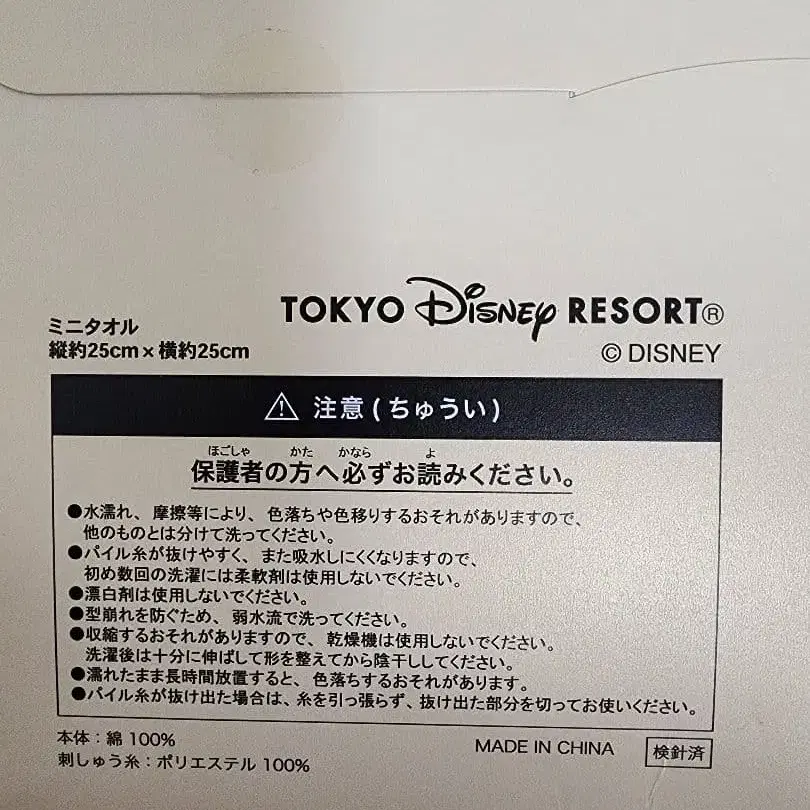 TOKYO Disney RESORT®
© DISNEY
ミニタオル
縦約25cm×横約25cm
⚠ 注意(ちゅうい)
ほごしゃ かた かなら よ
保護者の方へ必ずお読みください。
●水濡れ、摩擦等により、色落ちや色移りするおそれがありますので、
他のものとは分けて洗ってください。
●パイル糸が抜けやすく、また吸水しにくくなりますので、
初め数回の洗濯には柔軟剤は使用しないでください。
●漂白剤は使用しないでください。
●型崩れを防ぐため、弱水流で洗ってください。
●収縮するおそれがありますので、乾燥機は使用しないでください。
洗濯後は十分に伸ばして形を整えてから陰干ししてください。
●濡れたまま長時間放置すると、色落ちするおそれがあります。
●パイル糸が抜け出た場合は、糸を引っ張らず、抜け出た部分を切ってお使いください。
本体:綿 100%
刺しゅう糸:ポリエステル 100%
MADE IN CHINA
検針済